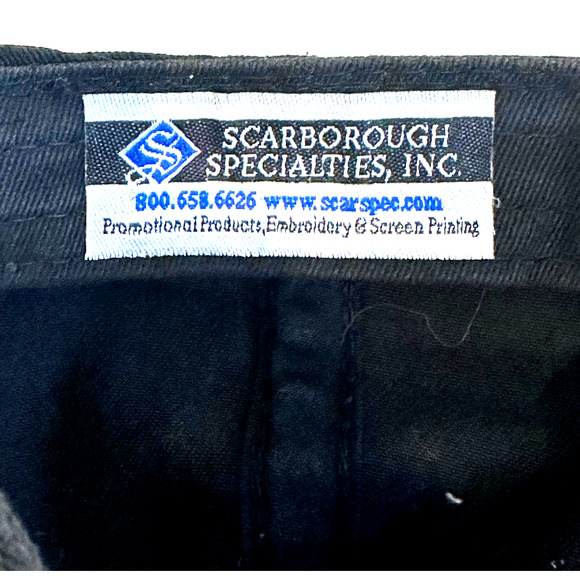 S SCARBOROUGH
SPECIALTIES, INC.
800.658.6626 www.scarspec.com
Promotional Products, Embroidery & Screen Printing